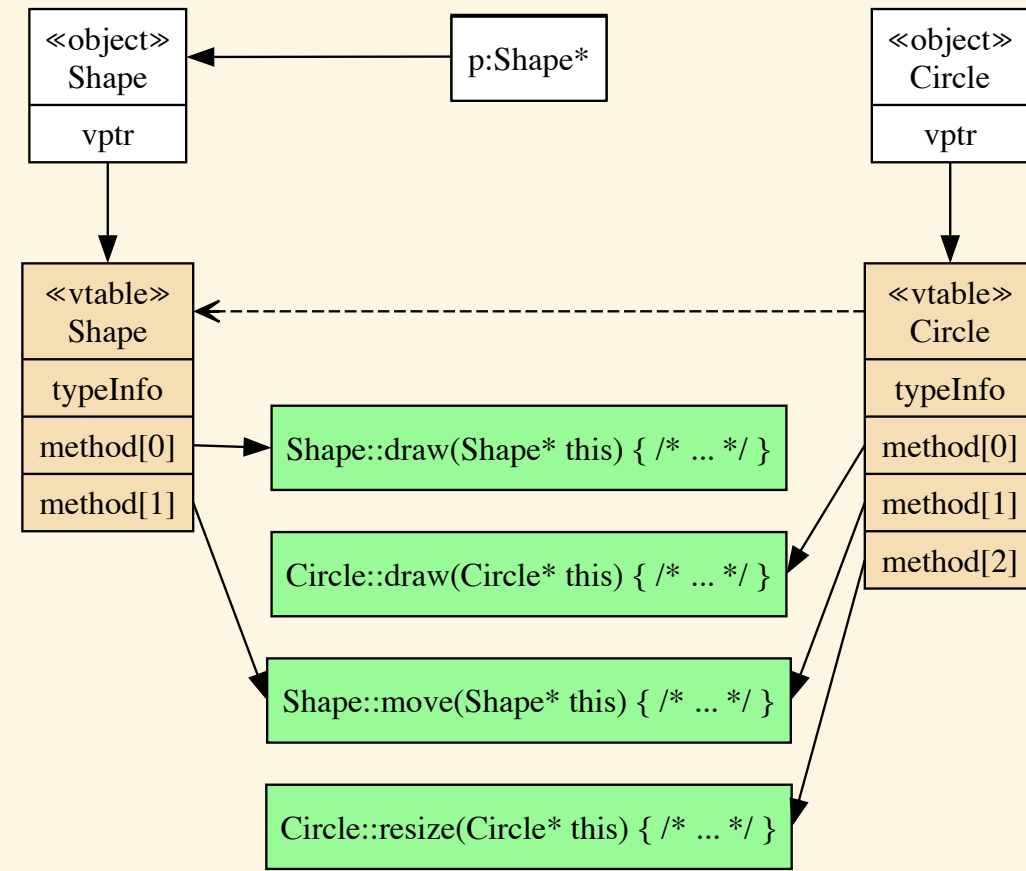 ≪object≫
Shape
vptr
p:Shape*
≪object≫
Circle
vptr
≪vtable≫
Shape
typeInfo
method[0]
method[1]
≪vtable≫
Circle
typeInfo
method[0]
method[1]
method[2]
Shape::draw(Shape* this) { /* ... */ }
Circle::draw(Circle* this) { /* ... */ }
Shape::move(Shape* this) { /* ... */ }
Circle::resize(Circle* this) { /* ... */ }